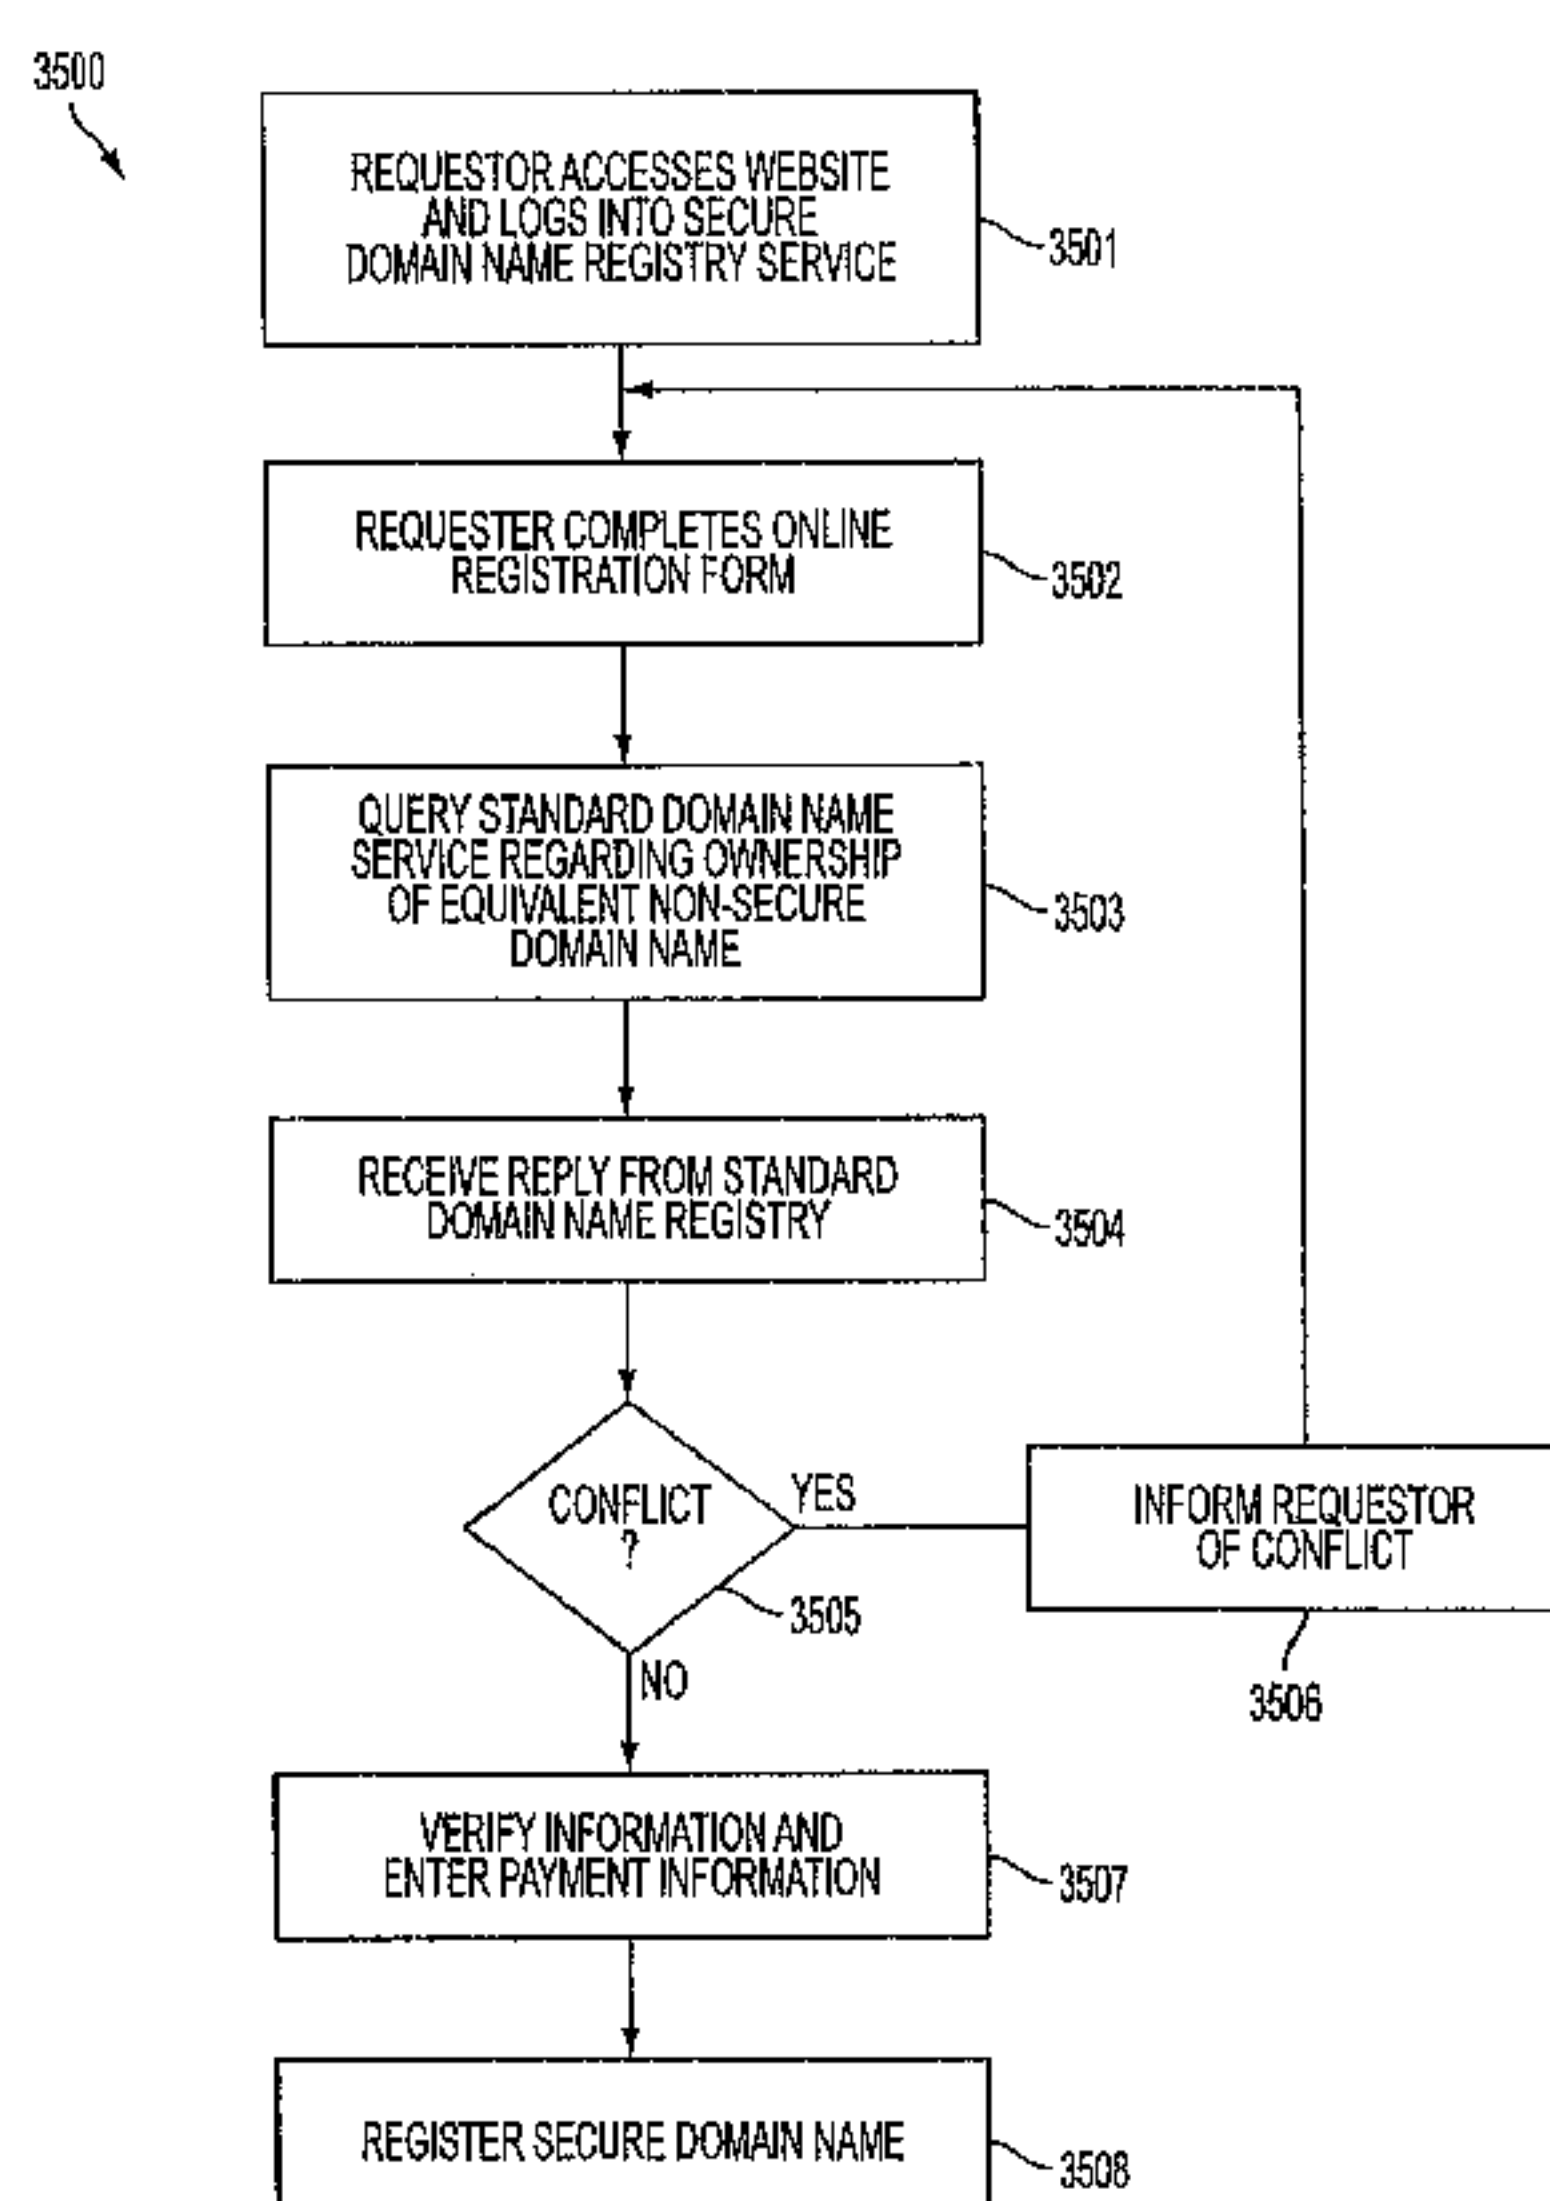 3500
REQUESTOR ACCESSES WEBSITE
AND LOGS INTO SECURE
DOMAIN NAME REGISTRY SERVICE
3501
REQUESTER COMPLETES ONLINE
REGISTRATION FORM
3502
QUERY STANDARD DOMAIN NAME
SERVICE REGARDING OWNERSHIP
OF EQUIVALENT NON-SECURE
DOMAIN NAME
3503
RECEIVE REPLY FROM STANDARD
DOMAIN NAME REGISTRY
3504
CONFLICT
?
YES
3505
INFORM REQUESTOR
OF CONFLICT
3506
NO
VERIFY INFORMATION AND
ENTER PAYMENT INFORMATION
3507
REGISTER SECURE DOMAIN NAME
3508